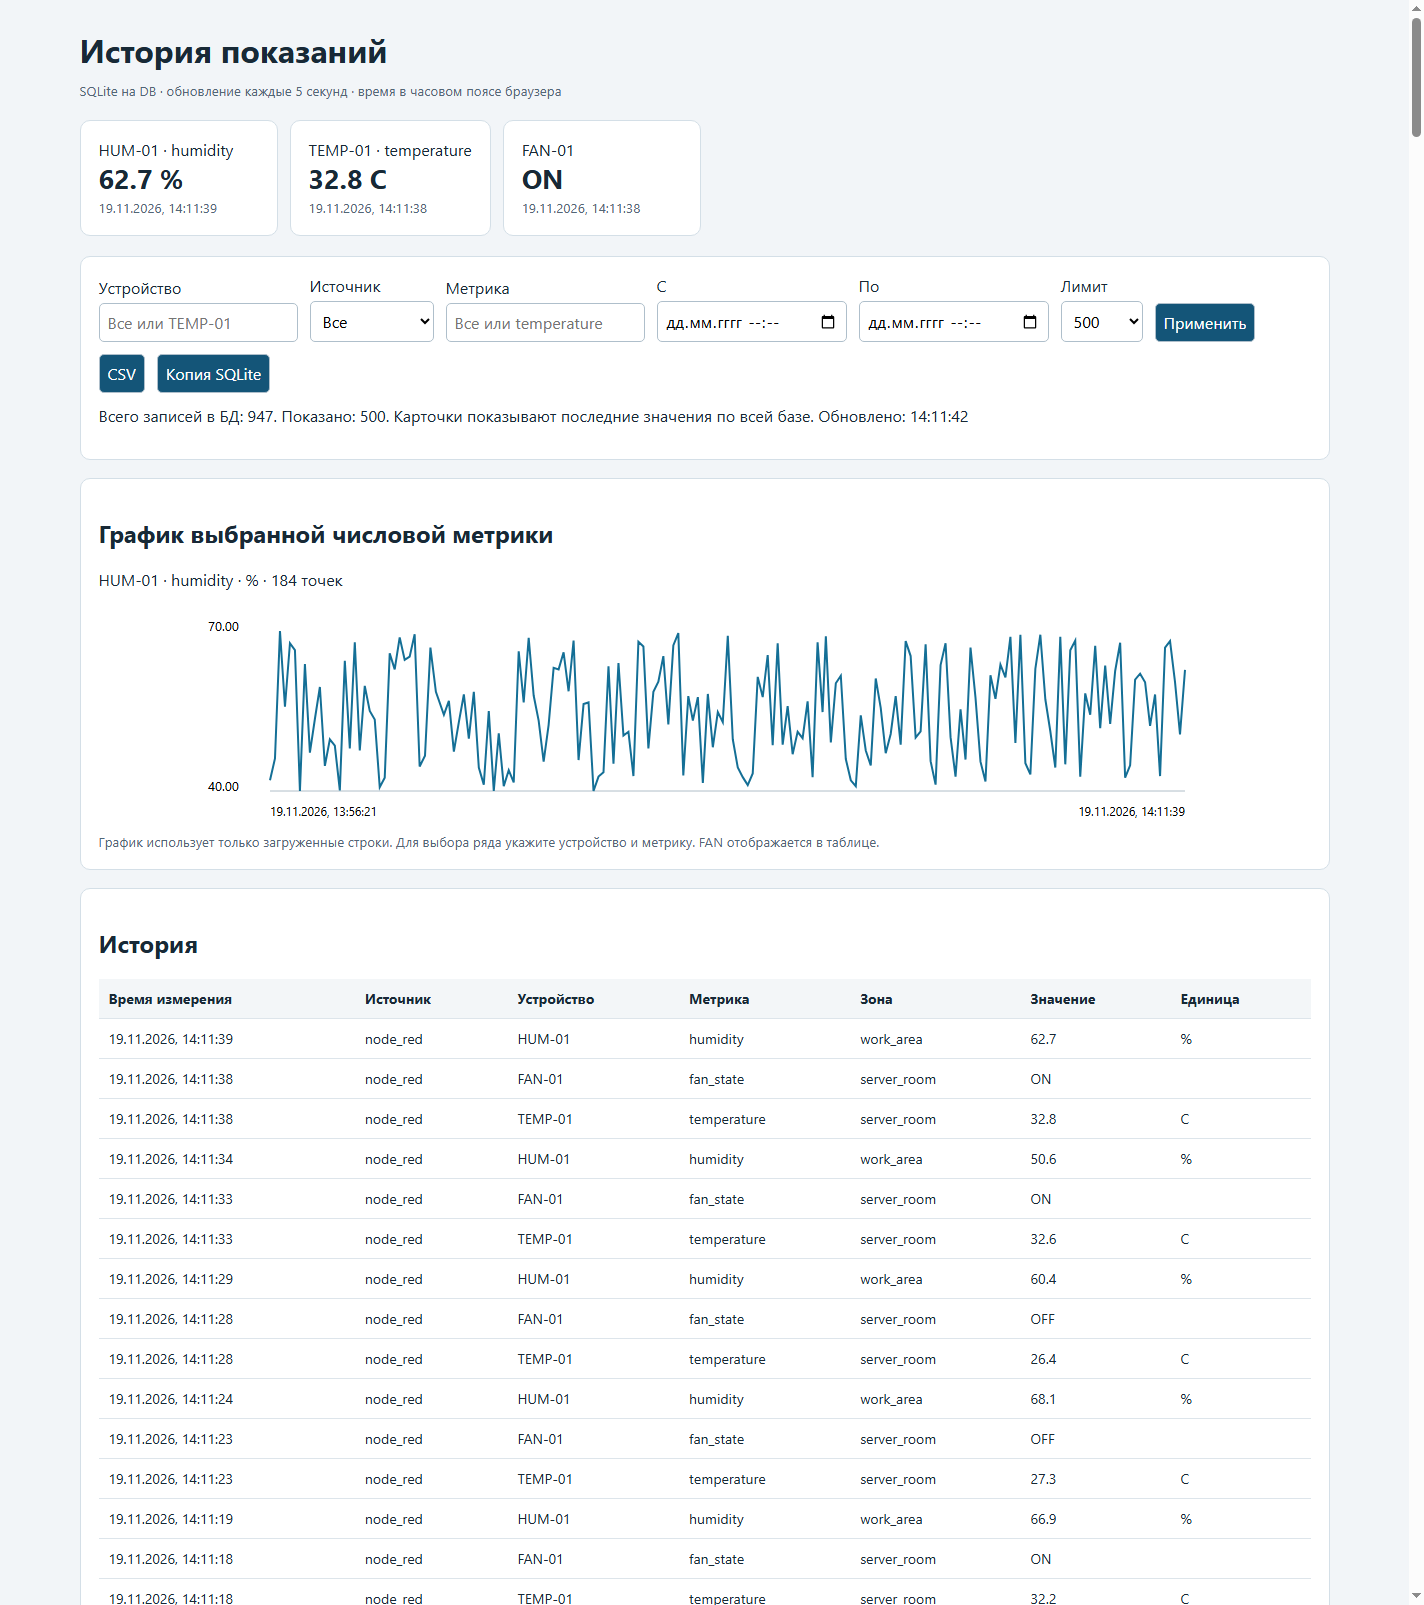 История показаний
SQLite на DB · обновление каждые 5 секунд · время в часовом поясе браузера
HUM-01 · humidity
62.7 %
19.11.2026, 14:11:39
TEMP-01 · temperature
32.8 C
19.11.2026, 14:11:38
FAN-01
ON
19.11.2026, 14:11:38
Устройство Источник Метрика С По Лимит
Все или TEMP-01 Все Все или temperature дд.мм.гггг --:-- дд.мм.гггг --:-- 500 Применить
CSV Копия SQLite
Всего записей в БД: 947. Показано: 500. Карточки показывают последние значения по всей базе. Обновлено: 14:11:42
График выбранной числовой метрики
HUM-01 · humidity · % · 184 точек
70.00
40.00
19.11.2026, 13:56:21 19.11.2026, 14:11:39
График использует только загруженные строки. Для выбора ряда укажите устройство и метрику. FAN отображается в таблице.
История
Время измерения Источник Устройство Метрика Зона Значение Единица
19.11.2026, 14:11:39 node_red HUM-01 humidity work_area 62.7 %
19.11.2026, 14:11:38 node_red FAN-01 fan_state server_room ON
19.11.2026, 14:11:38 node_red TEMP-01 temperature server_room 32.8 C
19.11.2026, 14:11:34 node_red HUM-01 humidity work_area 50.6 %
19.11.2026, 14:11:33 node_red FAN-01 fan_state server_room ON
19.11.2026, 14:11:33 node_red TEMP-01 temperature server_room 32.6 C
19.11.2026, 14:11:29 node_red HUM-01 humidity work_area 60.4 %
19.11.2026, 14:11:28 node_red FAN-01 fan_state server_room OFF
19.11.2026, 14:11:28 node_red TEMP-01 temperature server_room 26.4 C
19.11.2026, 14:11:24 node_red HUM-01 humidity work_area 68.1 %
19.11.2026, 14:11:23 node_red FAN-01 fan_state server_room OFF
19.11.2026, 14:11:23 node_red TEMP-01 temperature server_room 27.3 C
19.11.2026, 14:11:19 node_red HUM-01 humidity work_area 66.9 %
19.11.2026, 14:11:18 node_red FAN-01 fan_state server_room ON
19.11.2026, 14:11:18 node_red TEMP-01 temperature server_room 32.2 C